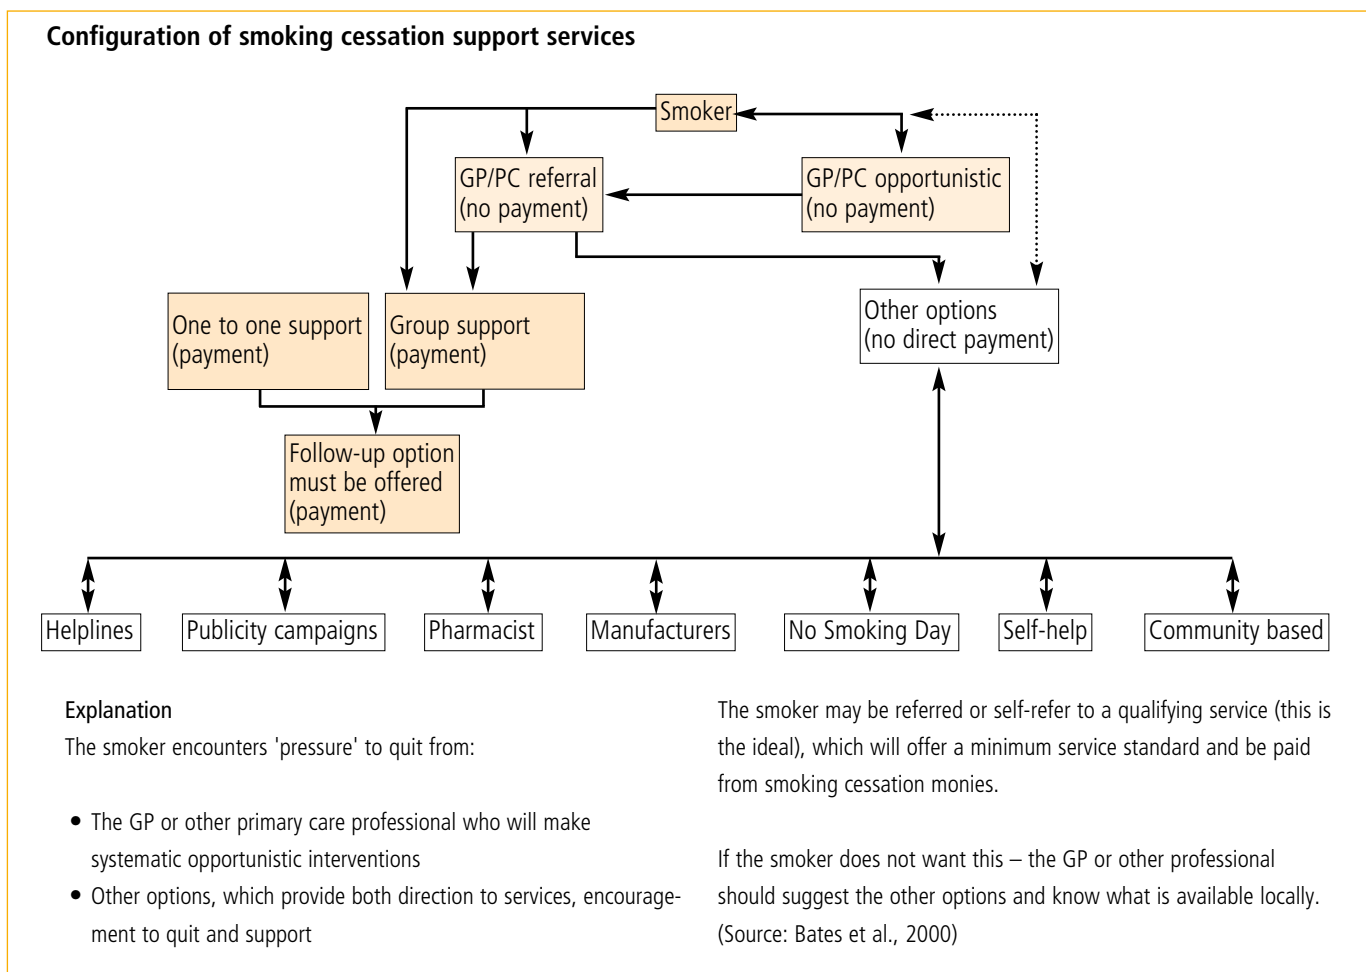 Configuration of smoking cessation support services
Smoker
GP/PC referral
(no payment)
GP/PC opportunistic
(no payment)
One to one support
(payment)
Group support
(payment)
Other options
(no direct payment)
Follow-up option
must be offered
(payment)
Helplines
Publicity campaigns
Pharmacist
Manufacturers
No Smoking Day
Self-help
Community based
Explanation
The smoker encounters 'pressure' to quit from:
• The GP or other primary care professional who will make
systematic opportunistic interventions
• Other options, which provide both direction to services, encourage-
ment to quit and support
The smoker may be referred or self-refer to a qualifying service (this is
the ideal), which will offer a minimum service standard and be paid
from smoking cessation monies.
If the smoker does not want this – the GP or other professional
should suggest the other options and know what is available locally.
(Source: Bates et al., 2000)